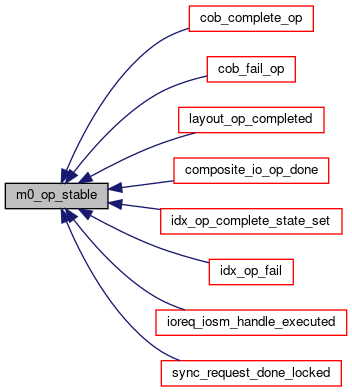 cob_complete_op
cob_fail_op
layout_op_completed
composite_io_op_done
m0_op_stable
idx_op_complete_state_set
idx_op_fail
ioreq_iosm_handle_executed
sync_request_done_locked